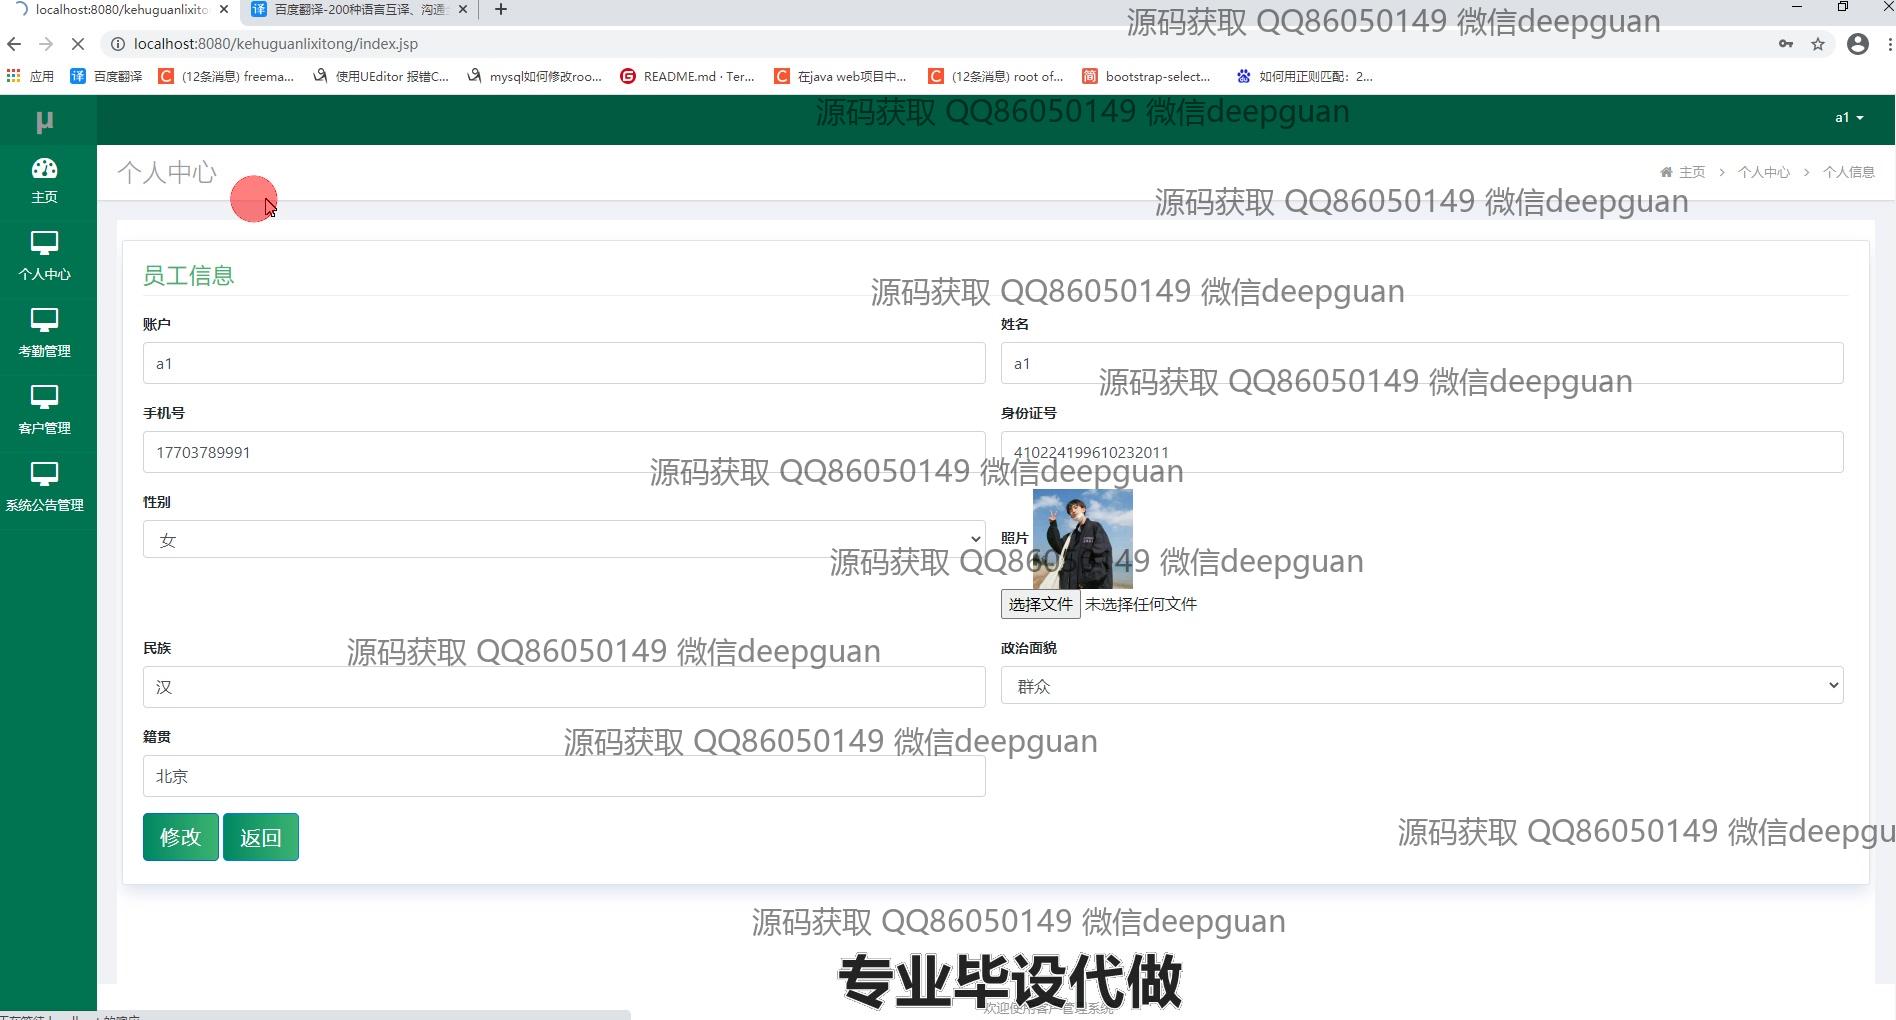 localhost:8080/kehuguanlixito
百度翻译-200种语言互译、沟通
源码获取 QQ86050149 微信deepguan
localhost:8080/kehuguanlixitong/index.jsp
应用 百度翻译 (12条消息) freema... 使用UEditor 报错C... mysql如何修改roo... README.md · Ter... 在java web项目中... (12条消息) root of... bootstrap-select... 如何用正则匹配：2...
μ
源码获取 QQ86050149 微信deepguan
a1
个人中心
主页 > 个人中心 > 个人信息
主页
源码获取 QQ86050149 微信deepguan
个人中心
员工信息
源码获取 QQ86050149 微信deepguan
账户
姓名
考勤管理
a1
a1
源码获取 QQ86050149 微信deepguan
手机号
身份证号
客户管理
17703789991
410224199610232011
源码获取 QQ86050149 微信deepguan
系统公告管理
性别
女
照片
源码获取 QQ86050149 微信deepguan
选择文件 未选择任何文件
民族
源码获取 QQ86050149 微信deepguan
政治面貌
汉
群众
籍贯
源码获取 QQ86050149 微信deepguan
北京
修改
返回
源码获取 QQ86050149 微信deepgu
源码获取 QQ86050149 微信deepguan
专业毕设代做
欢迎使用客户管理系统